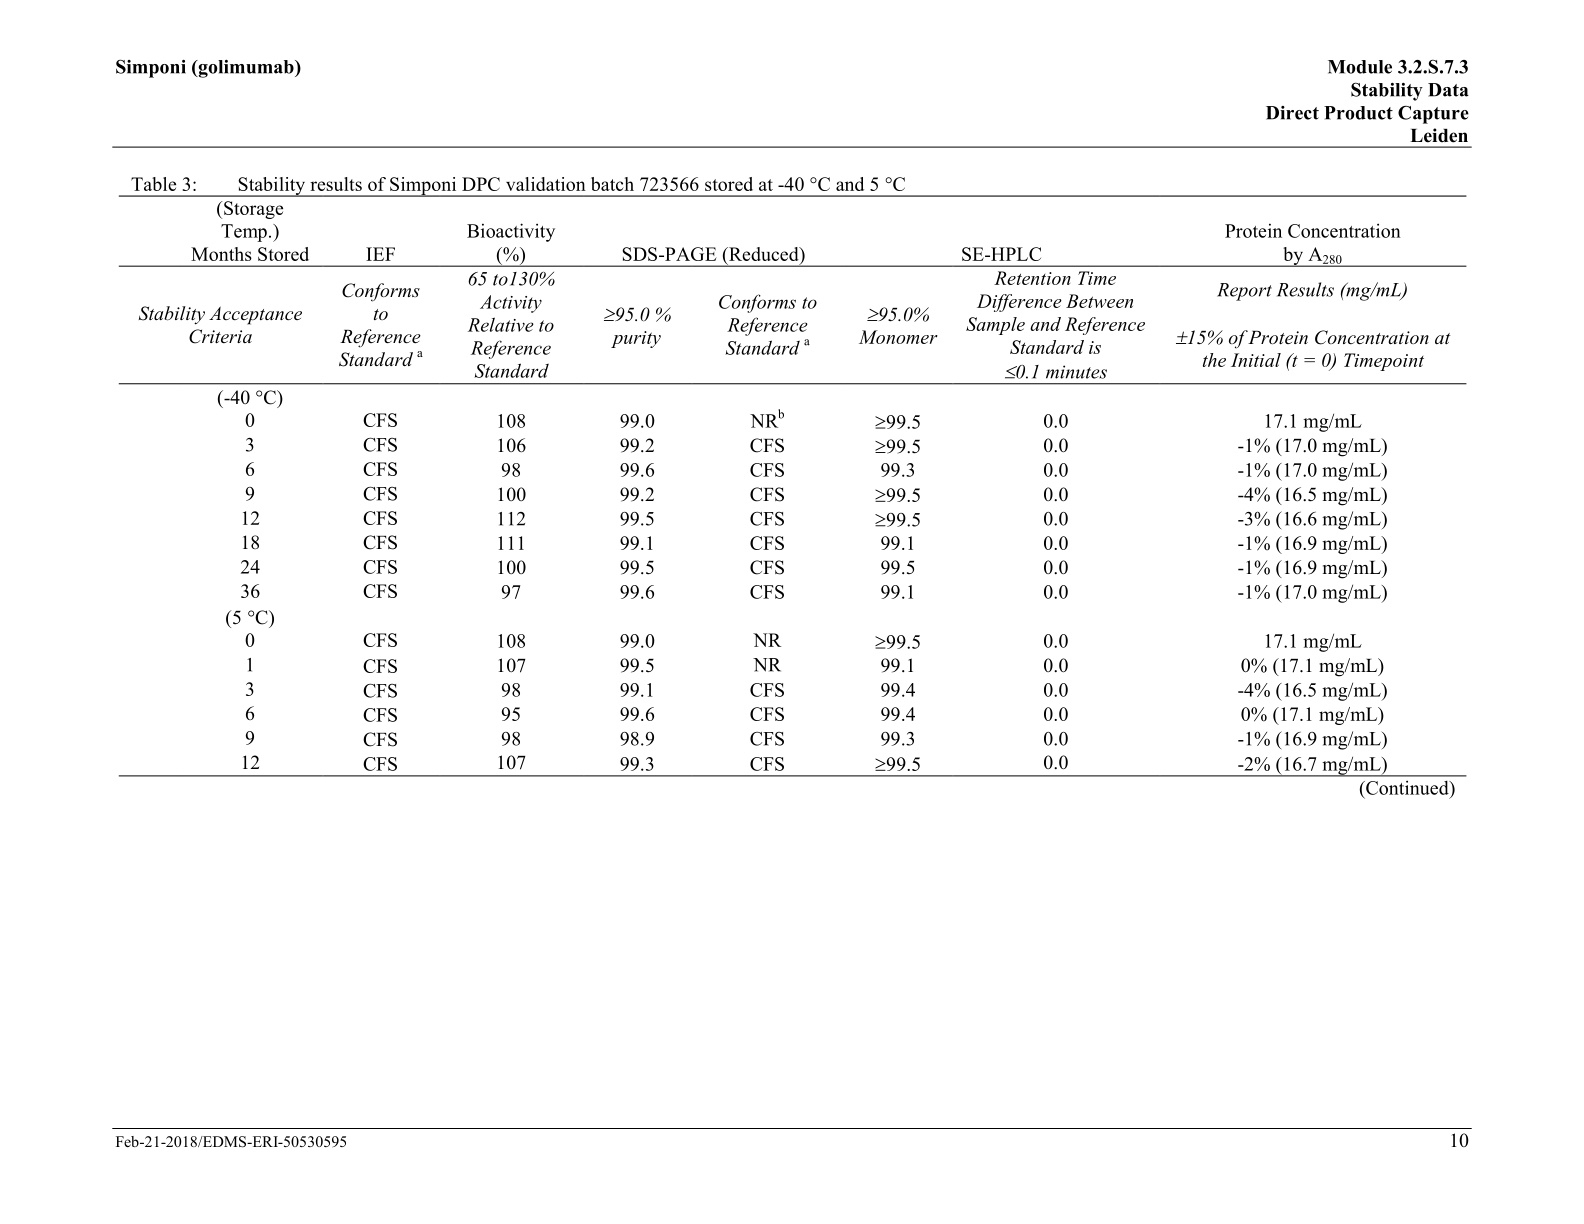 Simponi (golimumab)
Module 3.2.S.7.3
Stability Data
Direct Product Capture
Leiden
Table 3: Stability results of Simponi DPC validation batch 723566 stored at -40 °C and 5 °C
(Storage
Temp.)
Months Stored
IEF
Bioactivity
(%)
SDS-PAGE (Reduced)
SE-HPLC
Protein Concentration
by A280
Stability Acceptance
Criteria
Conforms
to
Reference
Standard a
65 to130%
Activity
Relative to
Reference
Standard
≥95.0 %
purity
Conforms to
Reference
Standard a
≥95.0%
Monomer
Retention Time
Difference Between
Sample and Reference
Standard is
≤0.1 minutes
Report Results (mg/mL)
±15% of Protein Concentration at
the Initial (t = 0) Timepoint
(-40 °C)
0 CFS 108 99.0 NRb ≥99.5 0.0 17.1 mg/mL
3 CFS 106 99.2 CFS ≥99.5 0.0 -1% (17.0 mg/mL)
6 CFS 98 99.6 CFS 99.3 0.0 -1% (17.0 mg/mL)
9 CFS 100 99.2 CFS ≥99.5 0.0 -4% (16.5 mg/mL)
12 CFS 112 99.5 CFS ≥99.5 0.0 -3% (16.6 mg/mL)
18 CFS 111 99.1 CFS 99.1 0.0 -1% (16.9 mg/mL)
24 CFS 100 99.5 CFS 99.5 0.0 -1% (16.9 mg/mL)
36 CFS 97 99.6 CFS 99.1 0.0 -1% (17.0 mg/mL)
(5 °C)
0 CFS 108 99.0 NR ≥99.5 0.0 17.1 mg/mL
1 CFS 107 99.5 NR 99.1 0.0 0% (17.1 mg/mL)
3 CFS 98 99.1 CFS 99.4 0.0 -4% (16.5 mg/mL)
6 CFS 95 99.6 CFS 99.4 0.0 0% (17.1 mg/mL)
9 CFS 98 98.9 CFS 99.3 0.0 -1% (16.9 mg/mL)
12 CFS 107 99.3 CFS ≥99.5 0.0 -2% (16.7 mg/mL)
(Continued)
Feb-21-2018/EDMS-ERI-50530595
10